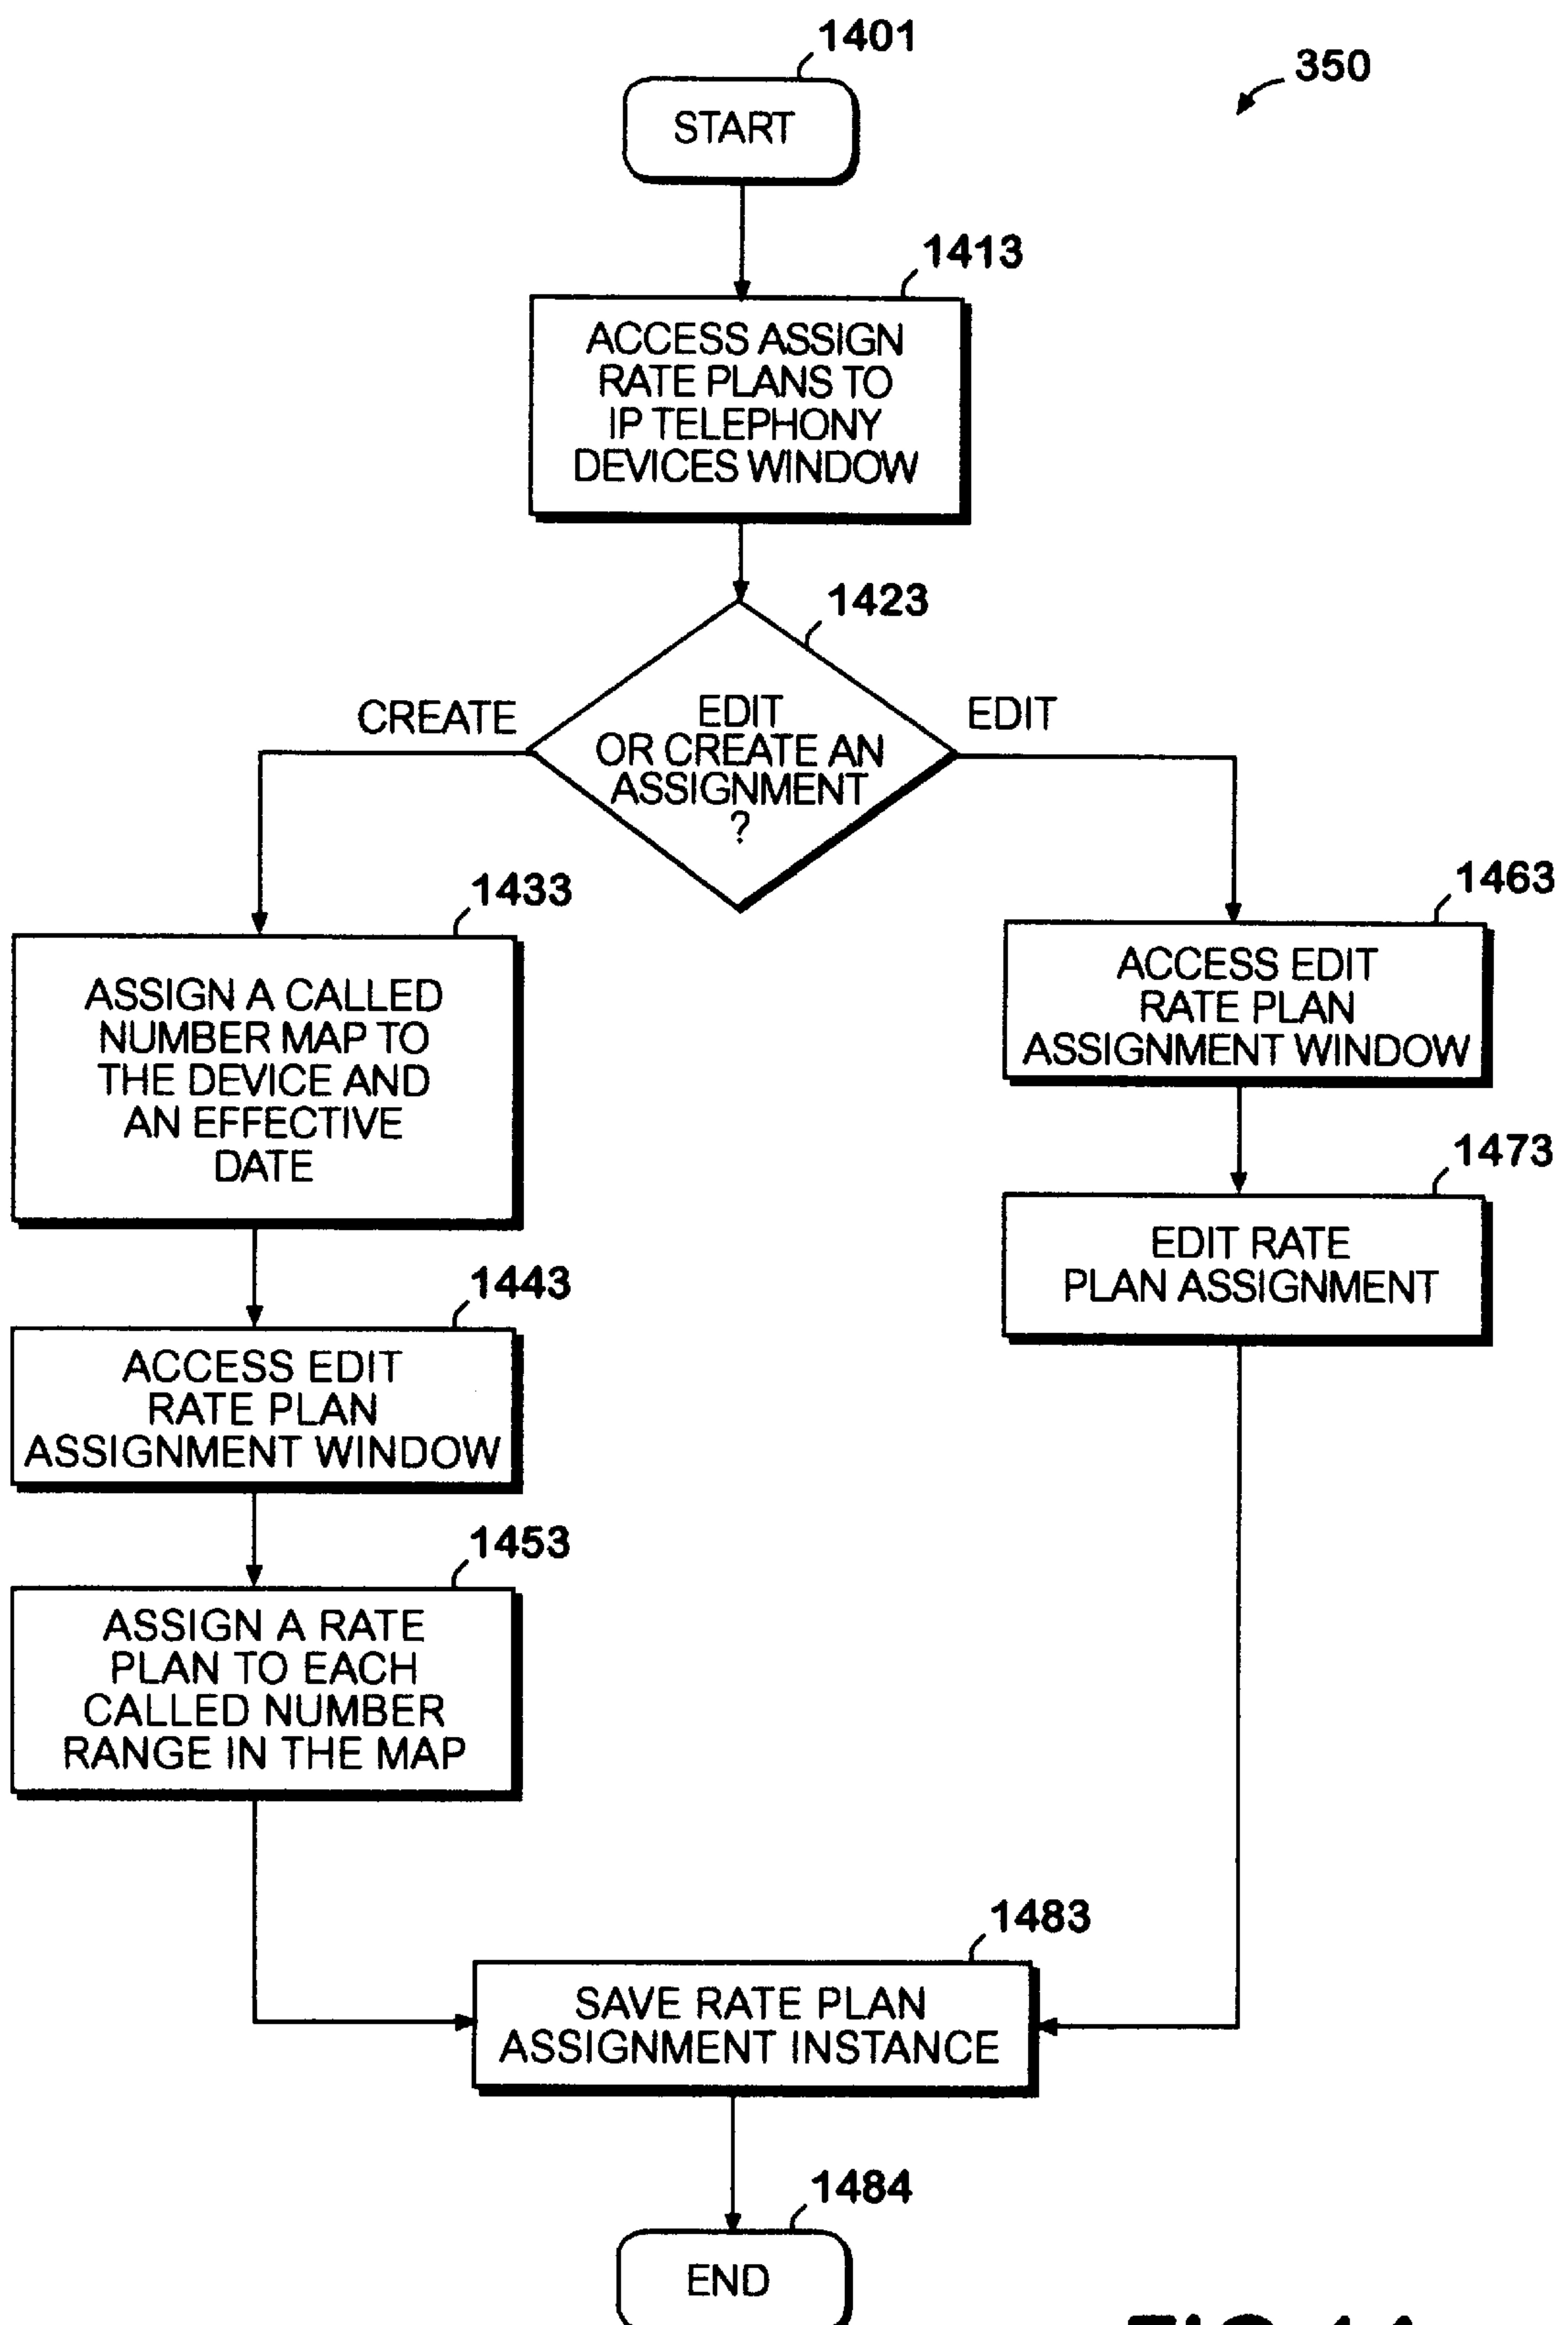 1401
350
START
1413
ACCESS ASSIGN
RATE PLANS TO
IP TELEPHONY
DEVICES WINDOW
1423
CREATE
EDIT
OR CREATE AN
ASSIGNMENT
?
EDIT
1433
ASSIGN A CALLED
NUMBER MAP TO
THE DEVICE AND
AN EFFECTIVE
DATE
1463
ACCESS EDIT
RATE PLAN
ASSIGNMENT WINDOW
1473
EDIT RATE
PLAN ASSIGNMENT
1443
ACCESS EDIT
RATE PLAN
ASSIGNMENT WINDOW
1453
ASSIGN A RATE
PLAN TO EACH
CALLED NUMBER
RANGE IN THE MAP
1483
SAVE RATE PLAN
ASSIGNMENT INSTANCE
1484
END